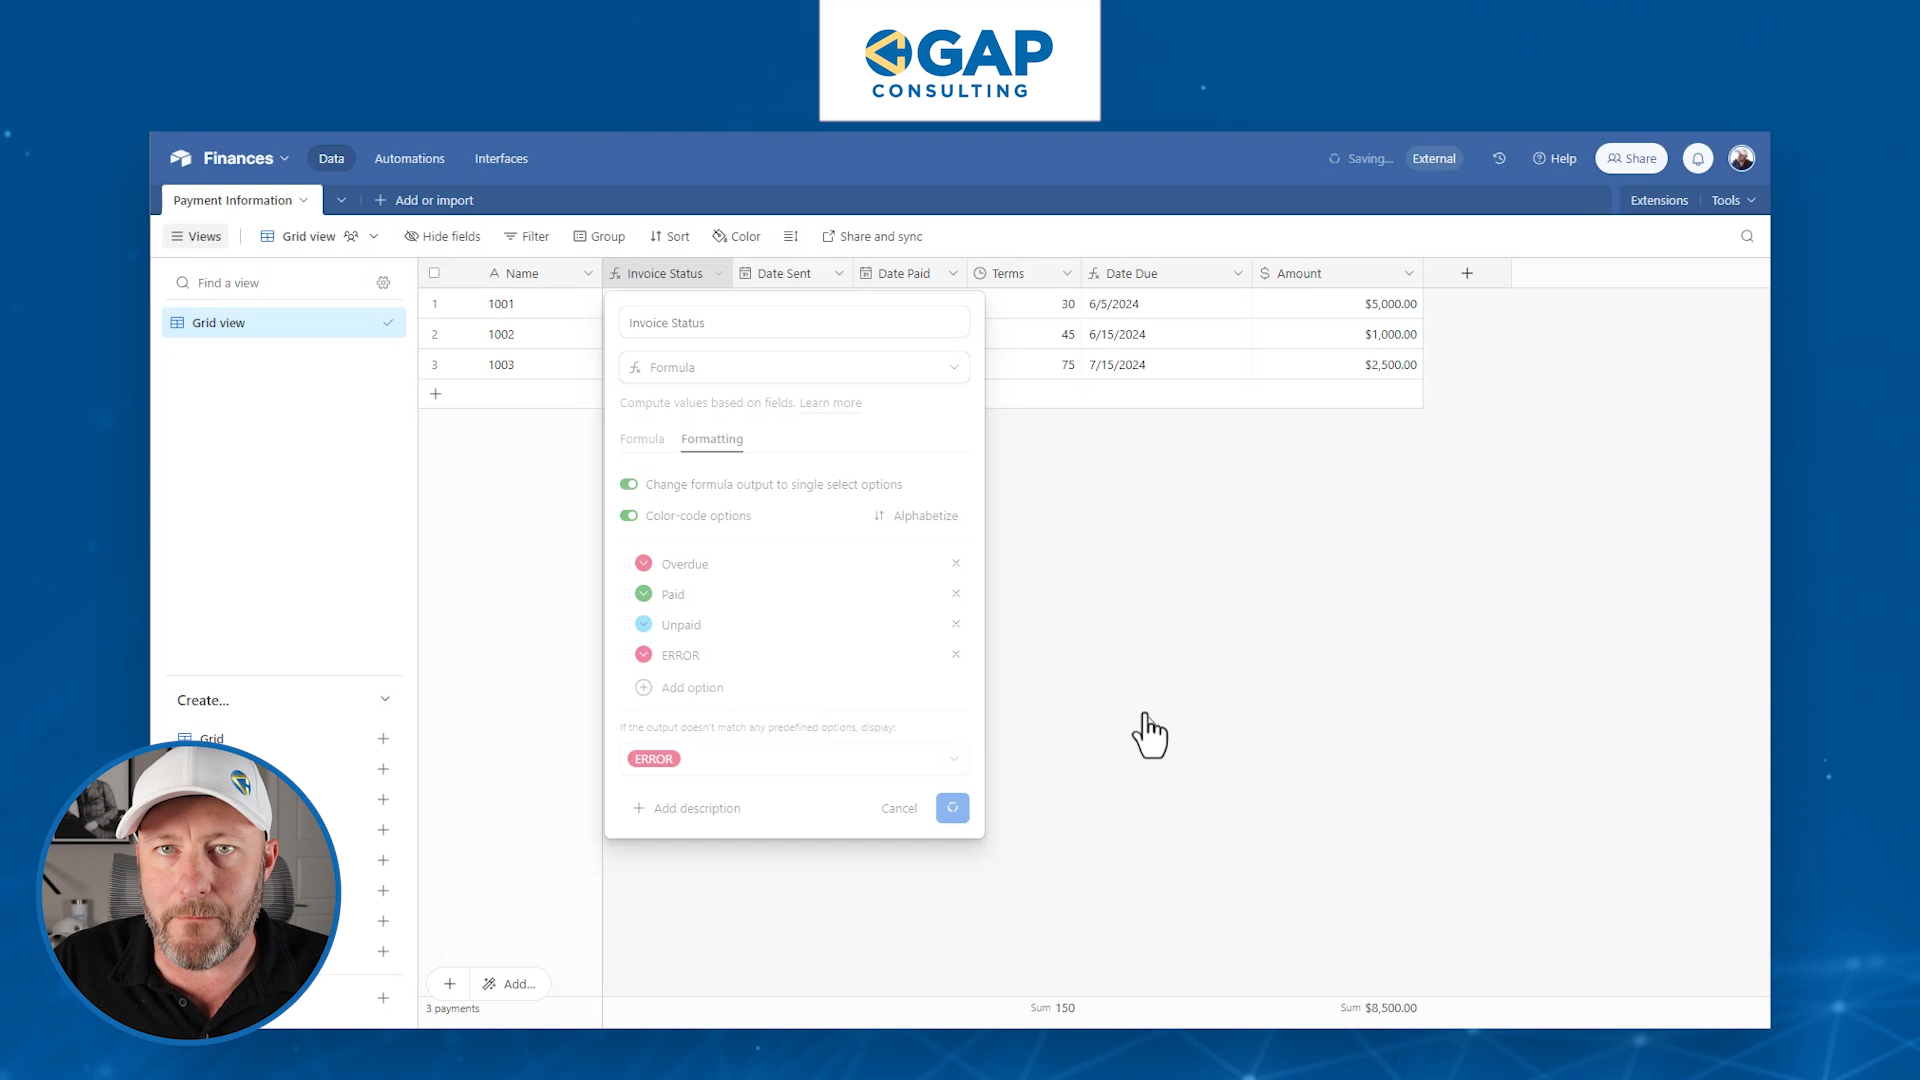 GAP
CONSULTING
Finances
Data
Automations
Interfaces
Saving...
External
Help
Share
Payment Information
Add or import
Extensions
Tools
Views
Grid view
Hide fields
Filter
Group
Sort
Color
Share and sync
Find a view
Grid view
Name
Invoice Status
Date Sent
Date Paid
Terms
Date Due
Amount
1 1001 30 6/5/2024 $5,000.00
2 1002 45 6/15/2024 $1,000.00
3 1003 75 7/15/2024 $2,500.00
Invoice Status
Formula
Compute values based on fields. Learn more
Formula Formatting
Change formula output to single select options
Color-code options
Alphabetize
Overdue
Paid
Unpaid
ERROR
Add option
If the output doesn't match any predefined options, display:
ERROR
Add description
Cancel
Create...
Grid
Add...
3 payments
Sum 150
Sum $8,500.00